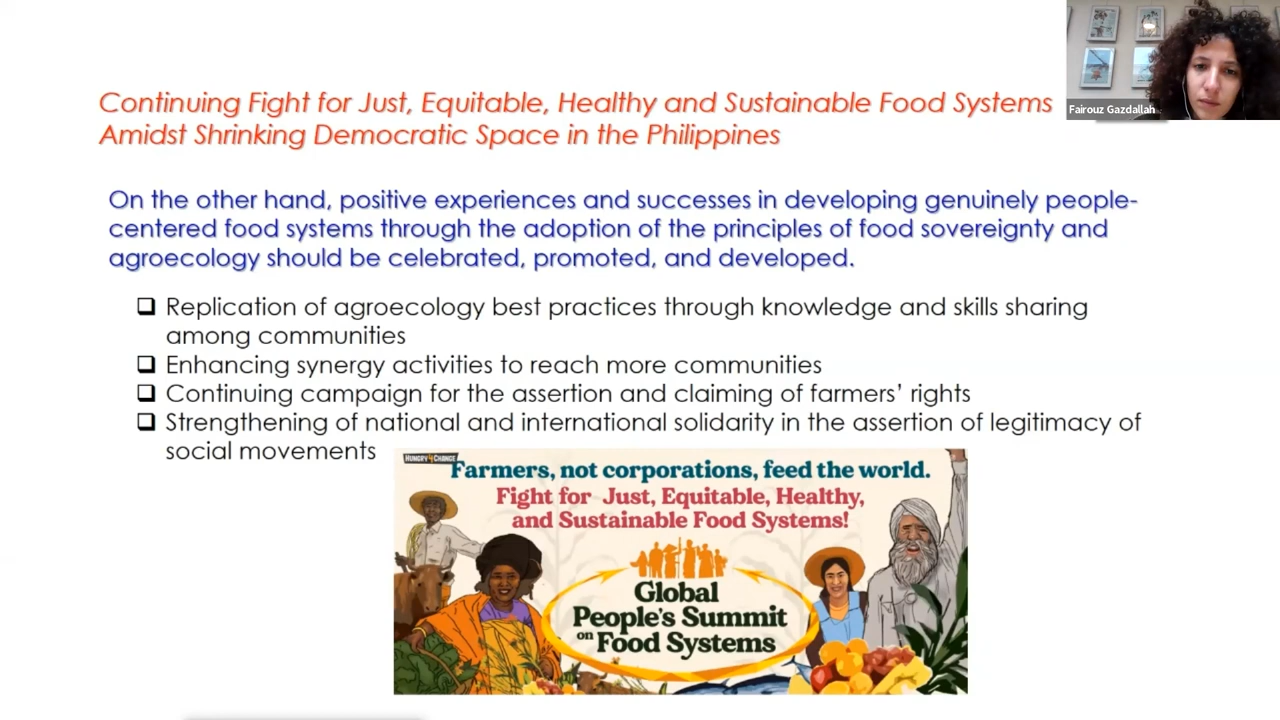 Continuing Fight for Just, Equitable, Healthy and Sustainable Food Systems
Amidst Shrinking Democratic Space in the Philippines
Fairouz Gazdallah
On the other hand, positive experiences and successes in developing genuinely people-
centered food systems through the adoption of the principles of food sovereignty and
agroecology should be celebrated, promoted, and developed.
Replication of agroecology best practices through knowledge and skills sharing
among communities
Enhancing synergy activities to reach more communities
Continuing campaign for the assertion and claiming of farmers’ rights
Strengthening of national and international solidarity in the assertion of legitimacy of
social movements
HUNGRY4CHANGE
Farmers, not corporations, feed the world.
Fight for Just, Equitable, Healthy,
and Sustainable Food Systems!
Global
People's Summit
on Food Systems